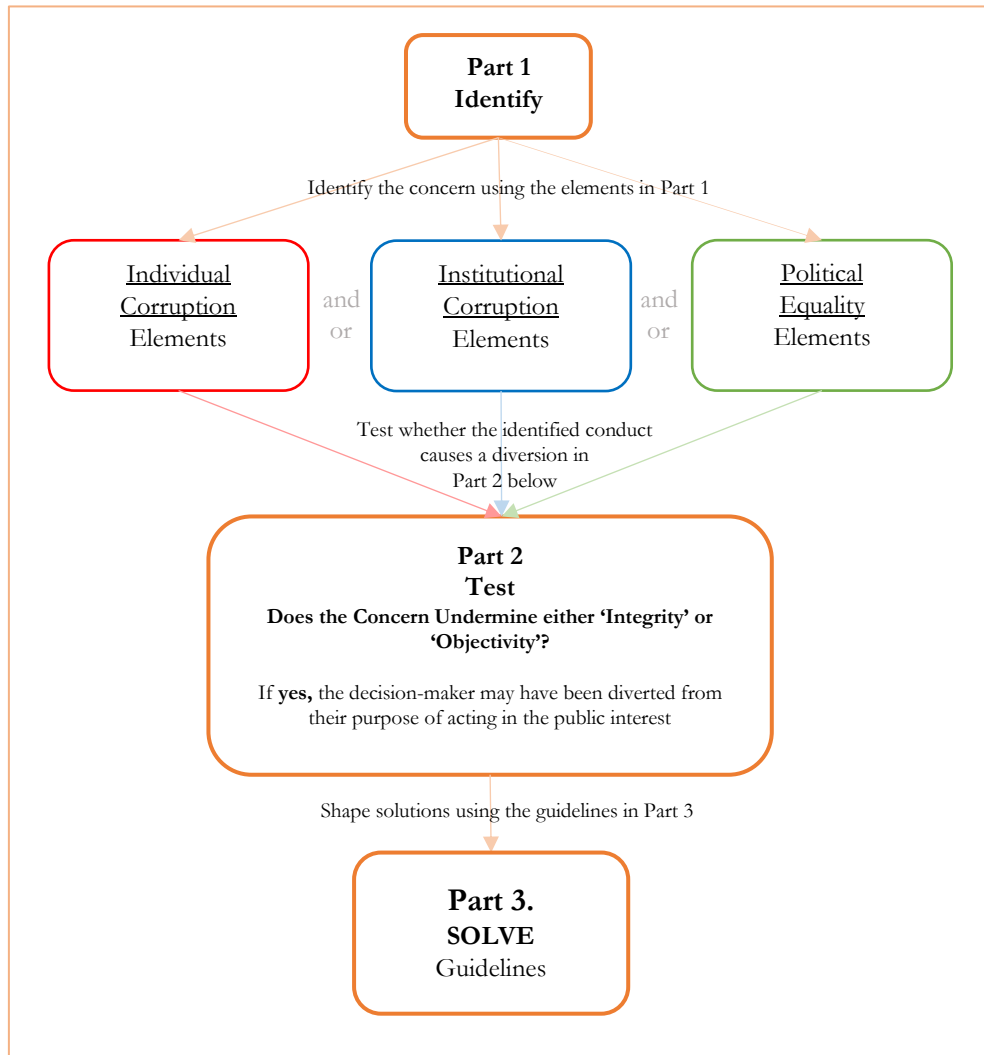 Part 1
Identify
Identify the concern using the elements in Part 1
Individual
Corruption
Elements
and
or
Institutional
Corruption
Elements
and
or
Political
Equality
Elements
Test whether the identified conduct
causes a diversion in
Part 2 below
Part 2
Test
Does the Concern Undermine either ‘Integrity’ or
‘Objectivity’?
If yes, the decision-maker may have been diverted from
their purpose of acting in the public interest
Shape solutions using the guidelines in Part 3
Part 3.
SOLVE
Guidelines